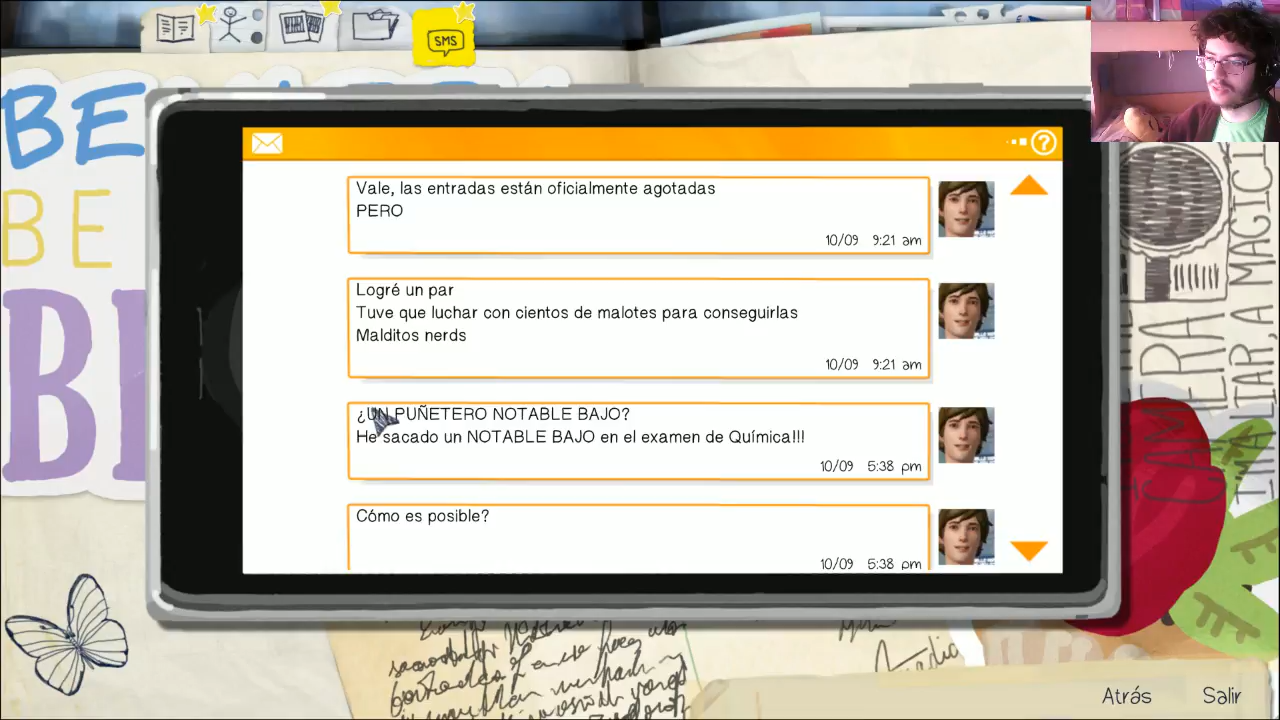 SMS
Vale, las entradas están oficialmente agotadas
PERO
10/09 9:21 am
Logré un par
Tuve que luchar con cientos de malotes para conseguirlas
Malditos nerds
10/09 9:21 am
¿UN PUÑETERO NOTABLE BAJO?
He sacado un NOTABLE BAJO en el examen de Química!!!
10/09 5:38 pm
Cómo es posible?
10/09 5:38 pm
BE
BE
Atrás
Salir